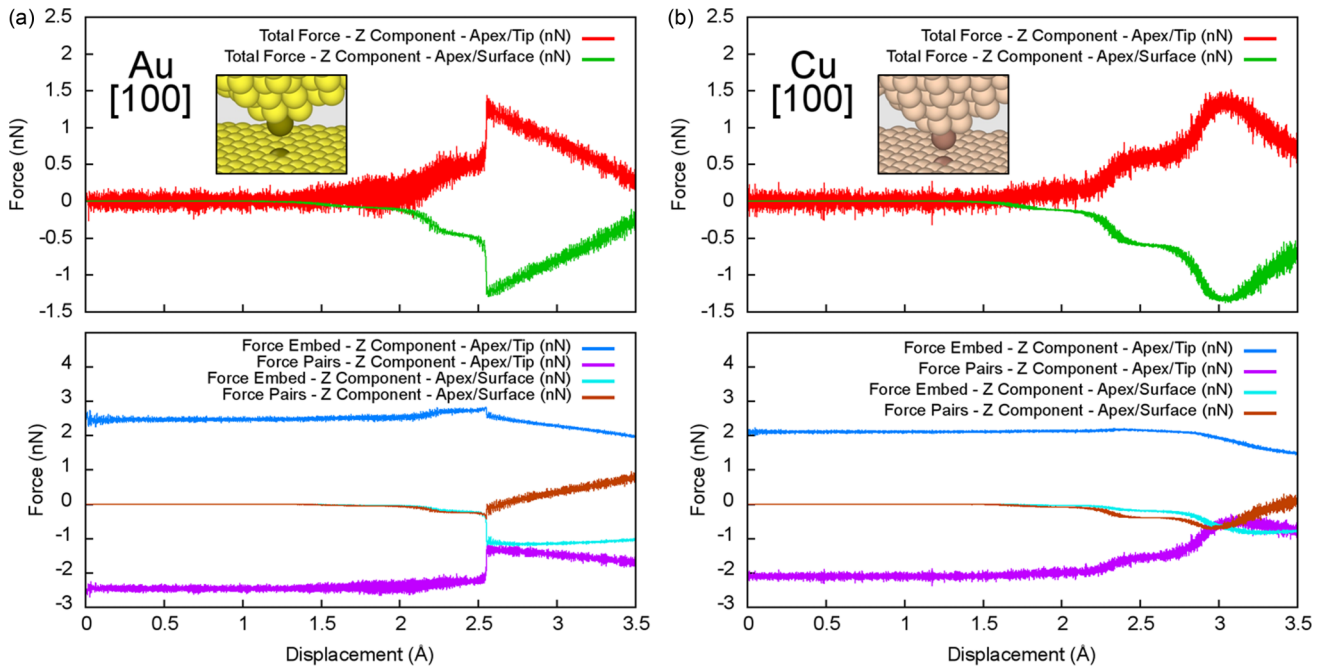 (a)
2.5
2
1.5
1
0.5
0
-0.5
-1
-1.5
Force (nN)
Total Force - Z Component - Apex/Tip (nN)
Total Force - Z Component - Apex/Surface (nN)
Au
[100]
(b)
2.5
2
1.5
1
0.5
0
-0.5
-1
-1.5
Force (nN)
Total Force - Z Component - Apex/Tip (nN)
Total Force - Z Component - Apex/Surface (nN)
Cu
[100]
4
3
2
1
0
-1
-2
-3
Force (nN)
Force Embed - Z Component - Apex/Tip (nN)
Force Pairs - Z Component - Apex/Tip (nN)
Force Embed - Z Component - Apex/Surface (nN)
Force Pairs - Z Component - Apex/Surface (nN)
0 0.5 1 1.5 2 2.5 3 3.5
Displacement (Å)
4
3
2
1
0
-1
-2
-3
Force (nN)
Force Embed - Z Component - Apex/Tip (nN)
Force Pairs - Z Component - Apex/Tip (nN)
Force Embed - Z Component - Apex/Surface (nN)
Force Pairs - Z Component - Apex/Surface (nN)
0 0.5 1 1.5 2 2.5 3 3.5
Displacement (Å)